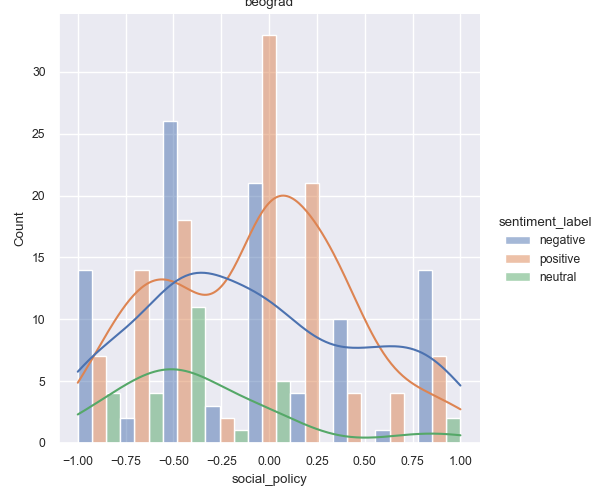 beograd
30
25
20
15
10
5
0
Count
−1.00 −0.75 −0.50 −0.25 0.00 0.25 0.50 0.75 1.00
social_policy
sentiment_label
negative
positive
neutral